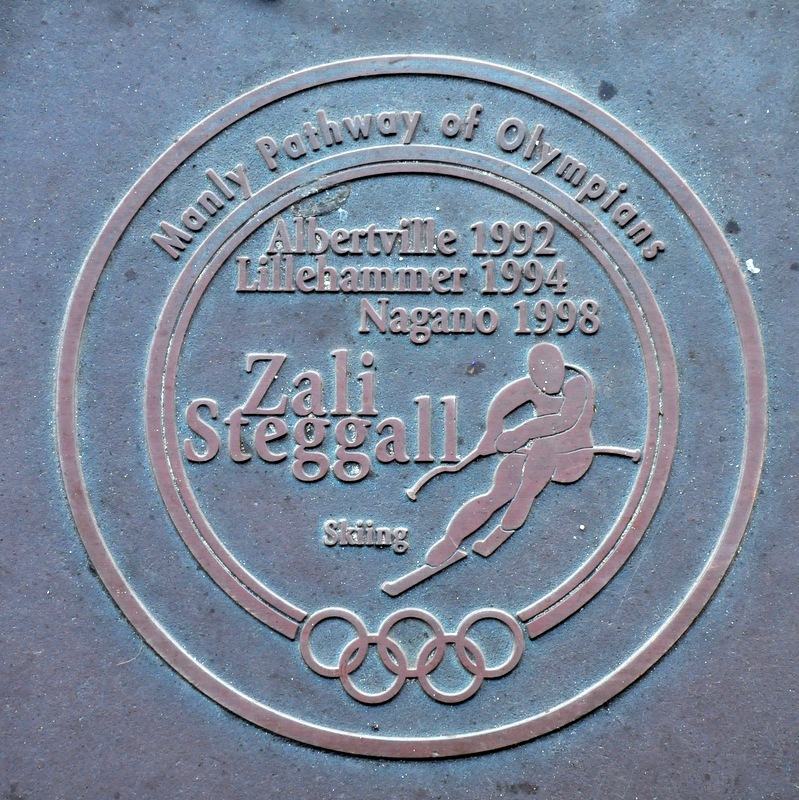 Manly Pathway of Olympians
Albertville 1992
Lillehammer 1994
Nagano 1998
Zali
Steggall
Skiing